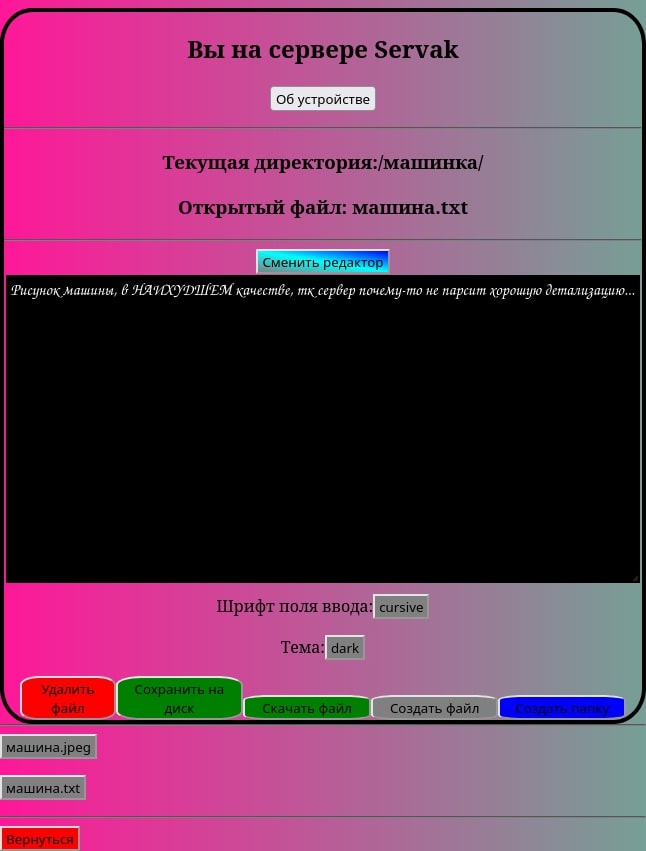 Вы на сервере Servak
Об устройстве
Текущая директория:/машинка/
Открытый файл: машина.txt
Сменить редактор
Рисунок машины, в НАИХУДШЕМ качестве, тк сервер почему-то не парсит хорошую детализацию...
Шрифт поля ввода: cursive
Тема: dark
Удалить файл
Сохранить на диск
Скачать файл
Создать файл
Создать папку
машина.jpeg
машина.txt
Вернуться